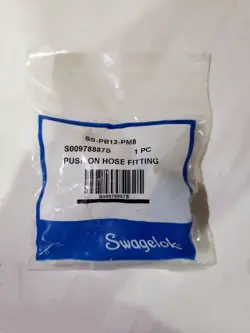 SS-PB12-PM8
S00978887S 1 PC
PUSH ON HOSE FITTING
S00978887S
Swagelok